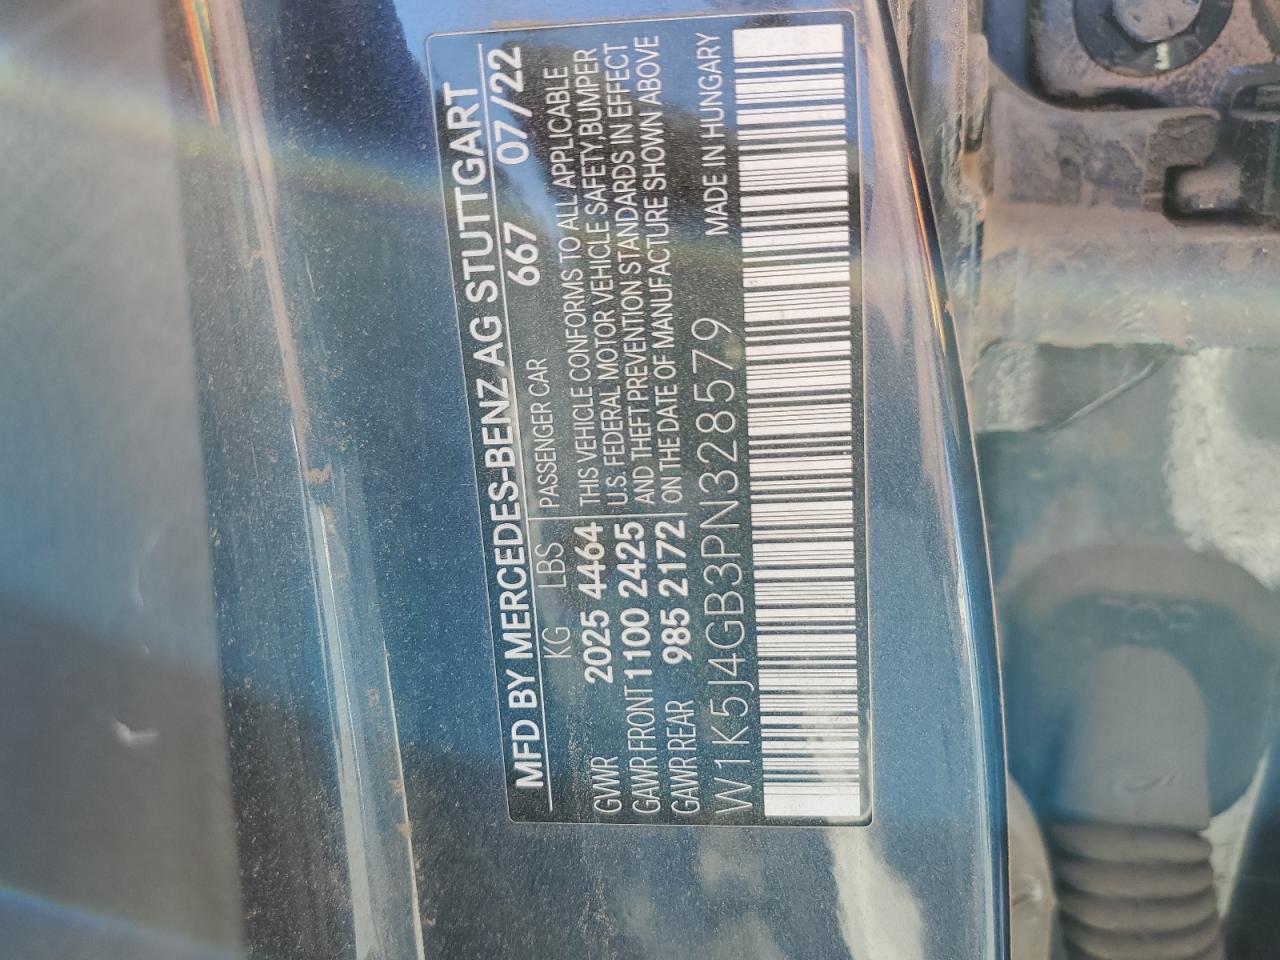 MFD BY MERCEDES-BENZ AG STUTTGART
667 07/22
KG LBS PASSENGER CAR
GVWR 2025 4464 THIS VEHICLE CONFORMS TO ALL APPLICABLE
GAWR FRONT 1100 2425 U.S. FEDERAL MOTOR VEHICLE SAFETY, BUMPER
GAWR REAR 985 2172 AND THEFT PREVENTION STANDARDS IN EFFECT
ON THE DATE OF MANUFACTURE SHOWN ABOVE
W1K5J4GB3PN328579 MADE IN HUNGARY